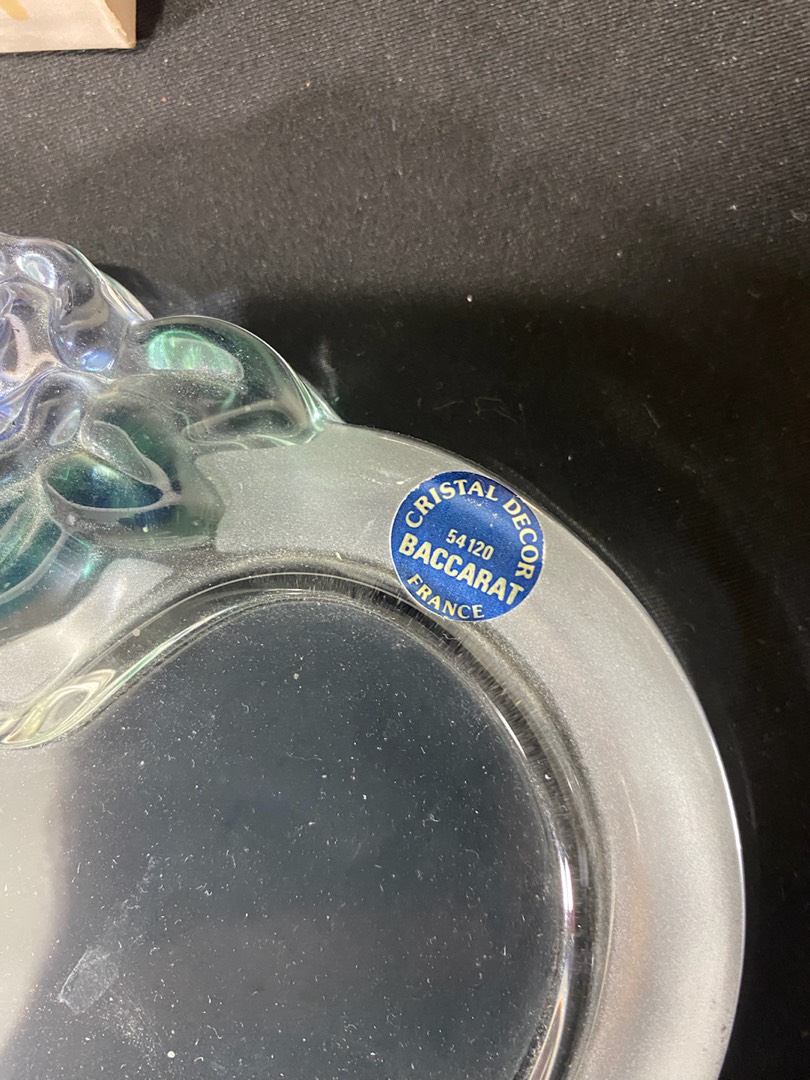 CRISTAL DECOR
54120
BACCARAT
FRANCE